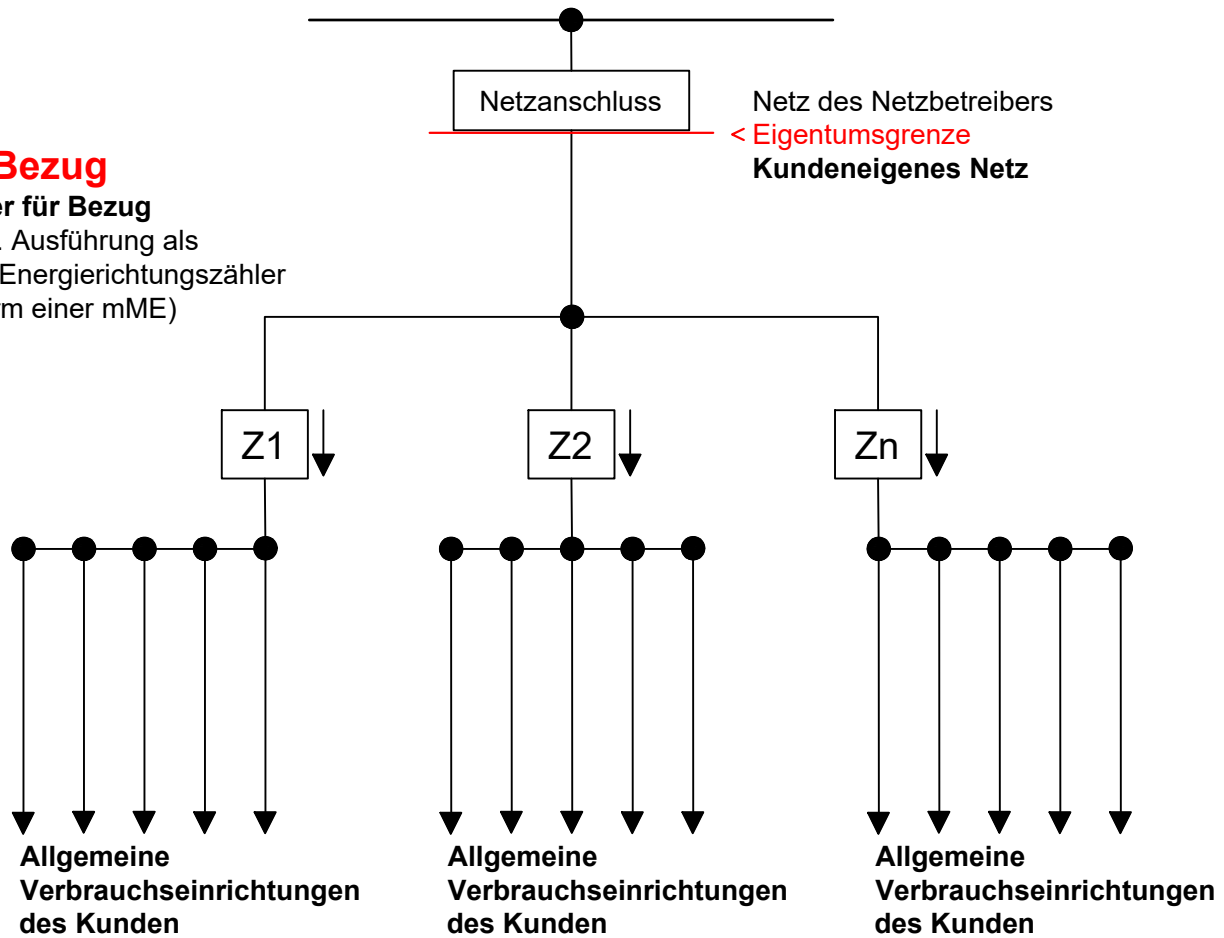 Netzanschluss
Netz des Netzbetreibers
< Eigentumsgrenze
Kundeneigenes Netz
Bezug
er für Bezug
. Ausführung als
Energierichtungszähler
rm einer mME)
Z1
Z2
Zn
Allgemeine
Verbrauchseinrichtungen
des Kunden
Allgemeine
Verbrauchseinrichtungen
des Kunden
Allgemeine
Verbrauchseinrichtungen
des Kunden